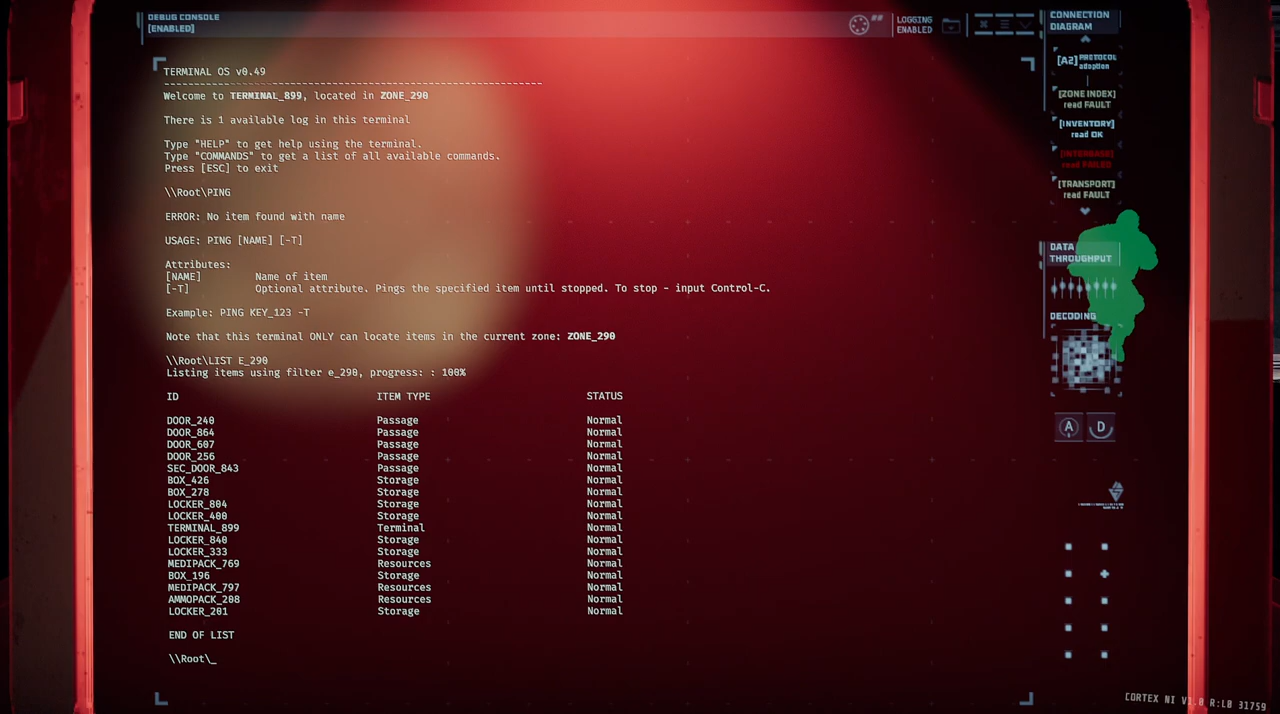 DEBUG CONSOLE
[ENABLED]
LOGGING
ENABLED
TERMINAL OS v0.49
Welcome to TERMINAL_899, located in ZONE_290
There is 1 available log in this terminal
Type "HELP" to get help using the terminal.
Type "COMMANDS" to get a list of all available commands.
Press [ESC] to exit
\\Root\PING
ERROR: No item found with name
USAGE: PING [NAME] [-T]
Attributes:
[NAME] Name of item
[-T] Optional attribute. Pings the specified item until stopped. To stop - input Control-C.
Example: PING KEY_123 -T
Note that this terminal ONLY can locate items in the current zone: ZONE_290
\\Root\LIST E_290
Listing items using filter e_290, progress: : 100%
ID ITEM TYPE STATUS
DOOR_240 Passage Normal
DOOR_864 Passage Normal
DOOR_607 Passage Normal
DOOR_256 Passage Normal
SEC_DOOR_843 Passage Normal
BOX_426 Storage Normal
BOX_278 Storage Normal
LOCKER_804 Storage Normal
LOCKER_400 Storage Normal
TERMINAL_899 Terminal Normal
LOCKER_840 Storage Normal
LOCKER_333 Storage Normal
MEDIPACK_769 Resources Normal
BOX_196 Storage Normal
MEDIPACK_797 Resources Normal
AMMOPACK_208 Resources Normal
LOCKER_201 Storage Normal
END OF LIST
\\Root\_
CONNECTION
DIAGRAM
[A2] PROTOCOL
adoption
[ZONE INDEX]
read FAULT
[INVENTORY]
read OK
[INTERBASE]
read FAILED
[TRANSPORT]
read FAULT
DATA
THROUGHPUT
DECODING
A D
CORTEX NI V1.0 R:L0 31759